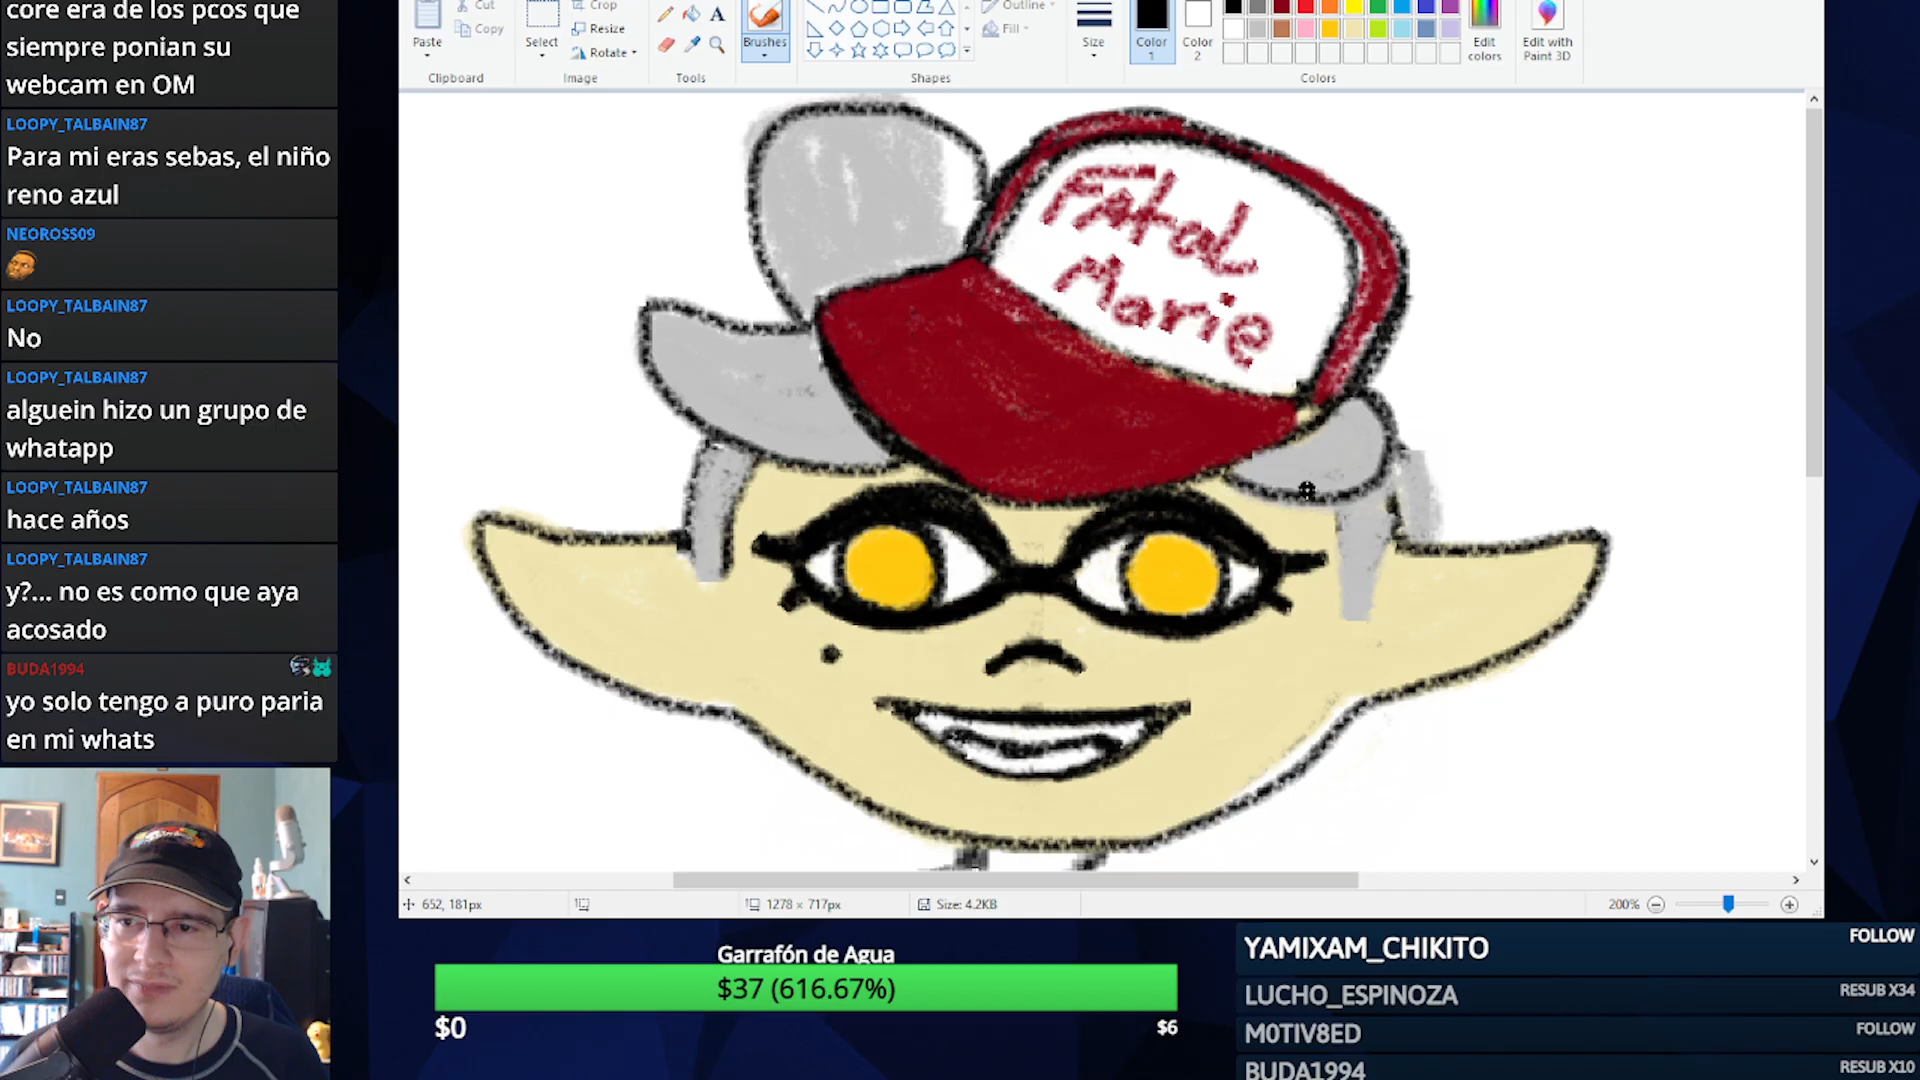 core era de los pcos que
siempre ponian su
webcam en OM
LOOPY_TALBAIN87
Para mi eras sebas, el niño
reno azul
NEOROSS09
LOOPY_TALBAIN87
No
LOOPY_TALBAIN87
alguein hizo un grupo de
whatapp
LOOPY_TALBAIN87
hace años
LOOPY_TALBAIN87
y?... no es como que aya
acosado
BUDA1994
yo solo tengo a puro paria
en mi whats
Paste
Cut
Copy
Clipboard
Select
Crop
Resize
Rotate
Image
Tools
Brushes
Shapes
Outline
Fill
Size
Color
1
Color
2
Colors
Edit
colors
Edit with
Paint 3D
Fatal
Marie
652, 181px
1278 × 717px
Size: 4.2KB
200%
Garrafón de Agua
$37 (616.67%)
$0
$6
YAMIXAM_CHIKITO
FOLLOW
LUCHO_ESPINOZA
RESUB X34
M0TIV8ED
FOLLOW
BUDA1994
RESUB X10